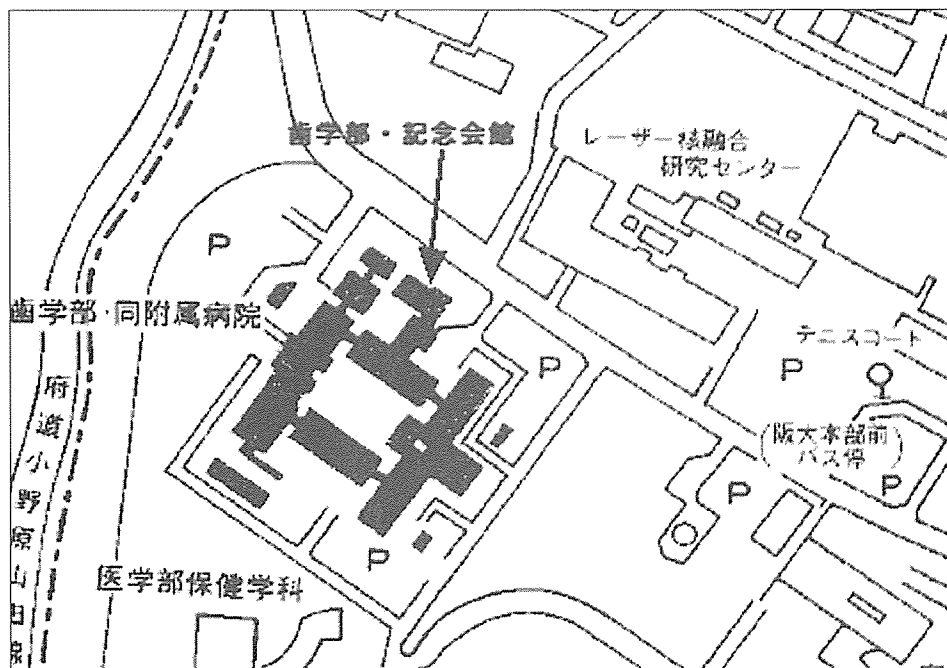 歯学部・記念会館
レーザー核融合
研究センター
P
歯学部・同附属病院
テニスコート
P
P
府道小野原山田線
(阪大本部前
バス停)
P
P
P
医学部保健学科